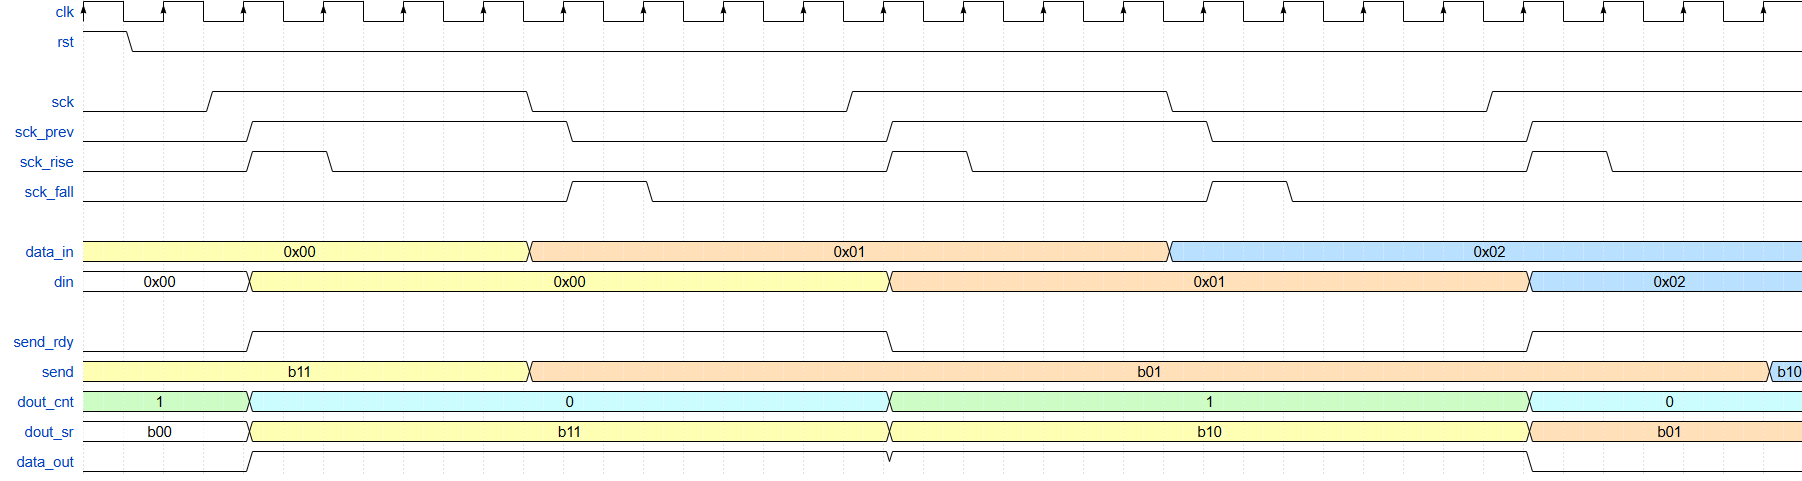 clk
rst
sck
sck_prev
sck_rise
sck_fall
data_in 0x00 0x01 0x02
din 0x00 0x00 0x01 0x02
send_rdy
send b11 b01 b10
dout_cnt 1 0 1 0
dout_sr b00 b11 b10 b01
data_out